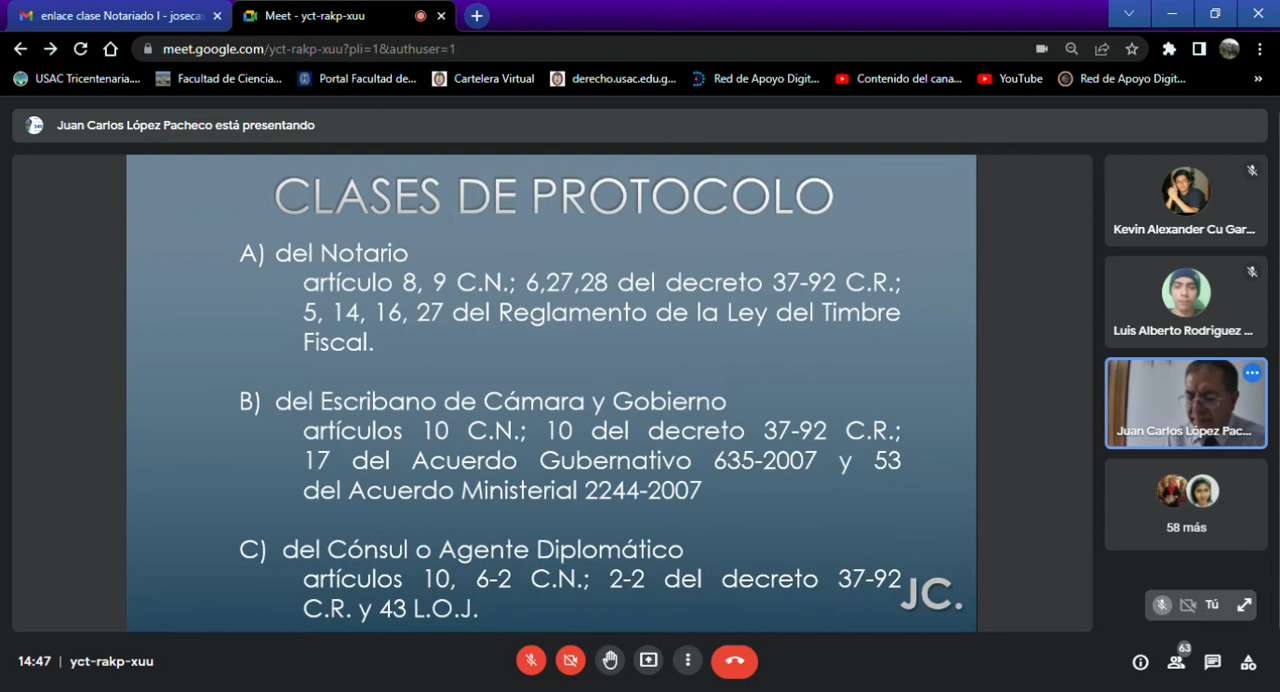 enlace clase Notariado I - joseca
Meet - yct-rakp-xuu
meet.google.com/yct-rakp-xuu?pli=1&authuser=1
USAC Tricentenaria....
Facultad de Ciencia...
Portal Facultad de...
Cartelera Virtual
derecho.usac.edu.g...
Red de Apoyo Digit...
Contenido del cana...
YouTube
Red de Apoyo Digit...
Juan Carlos López Pacheco está presentando
CLASES DE PROTOCOLO
A) del Notario
artículo 8, 9 C.N.; 6,27,28 del decreto 37-92 C.R.;
5, 14, 16, 27 del Reglamento de la Ley del Timbre
Fiscal.
B) del Escribano de Cámara y Gobierno
artículos 10 C.N.; 10 del decreto 37-92 C.R.;
17 del Acuerdo Gubernativo 635-2007 y 53
del Acuerdo Ministerial 2244-2007
C) del Cónsul o Agente Diplomático
artículos 10, 6-2 C.N.; 2-2 del decreto 37-92
C.R. y 43 L.O.J.
JC.
Kevin Alexander Cu Gar...
Luis Alberto Rodriguez ...
Juan Carlos López Pac...
58 más
Tú
14:47 | yct-rakp-xuu
63